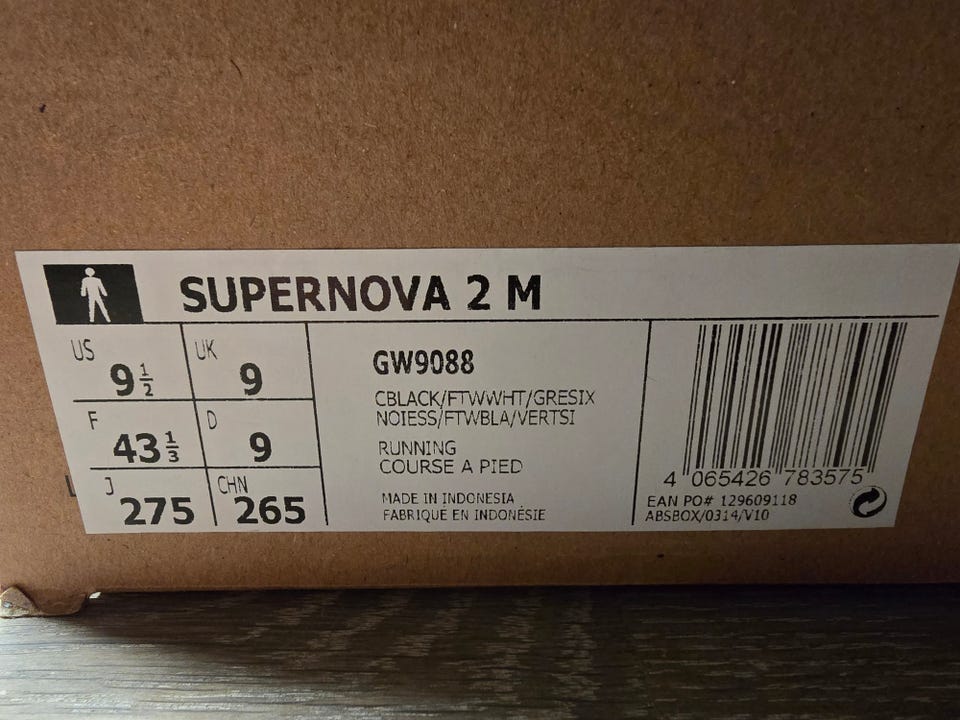 SUPERNOVA 2 M
US 9 1/2
UK 9
F 43 1/3
D 9
J 275
CHN 265
GW9088
CBLACK/FTWWHT/GRESIX
NOIESS/FTWBLA/VERTSI
RUNNING
COURSE A PIED
MADE IN INDONESIA
FABRIQUÉ EN INDONÉSIE
4 065426 783575
EAN PO# 129609118
ABSBOX/0314/V10